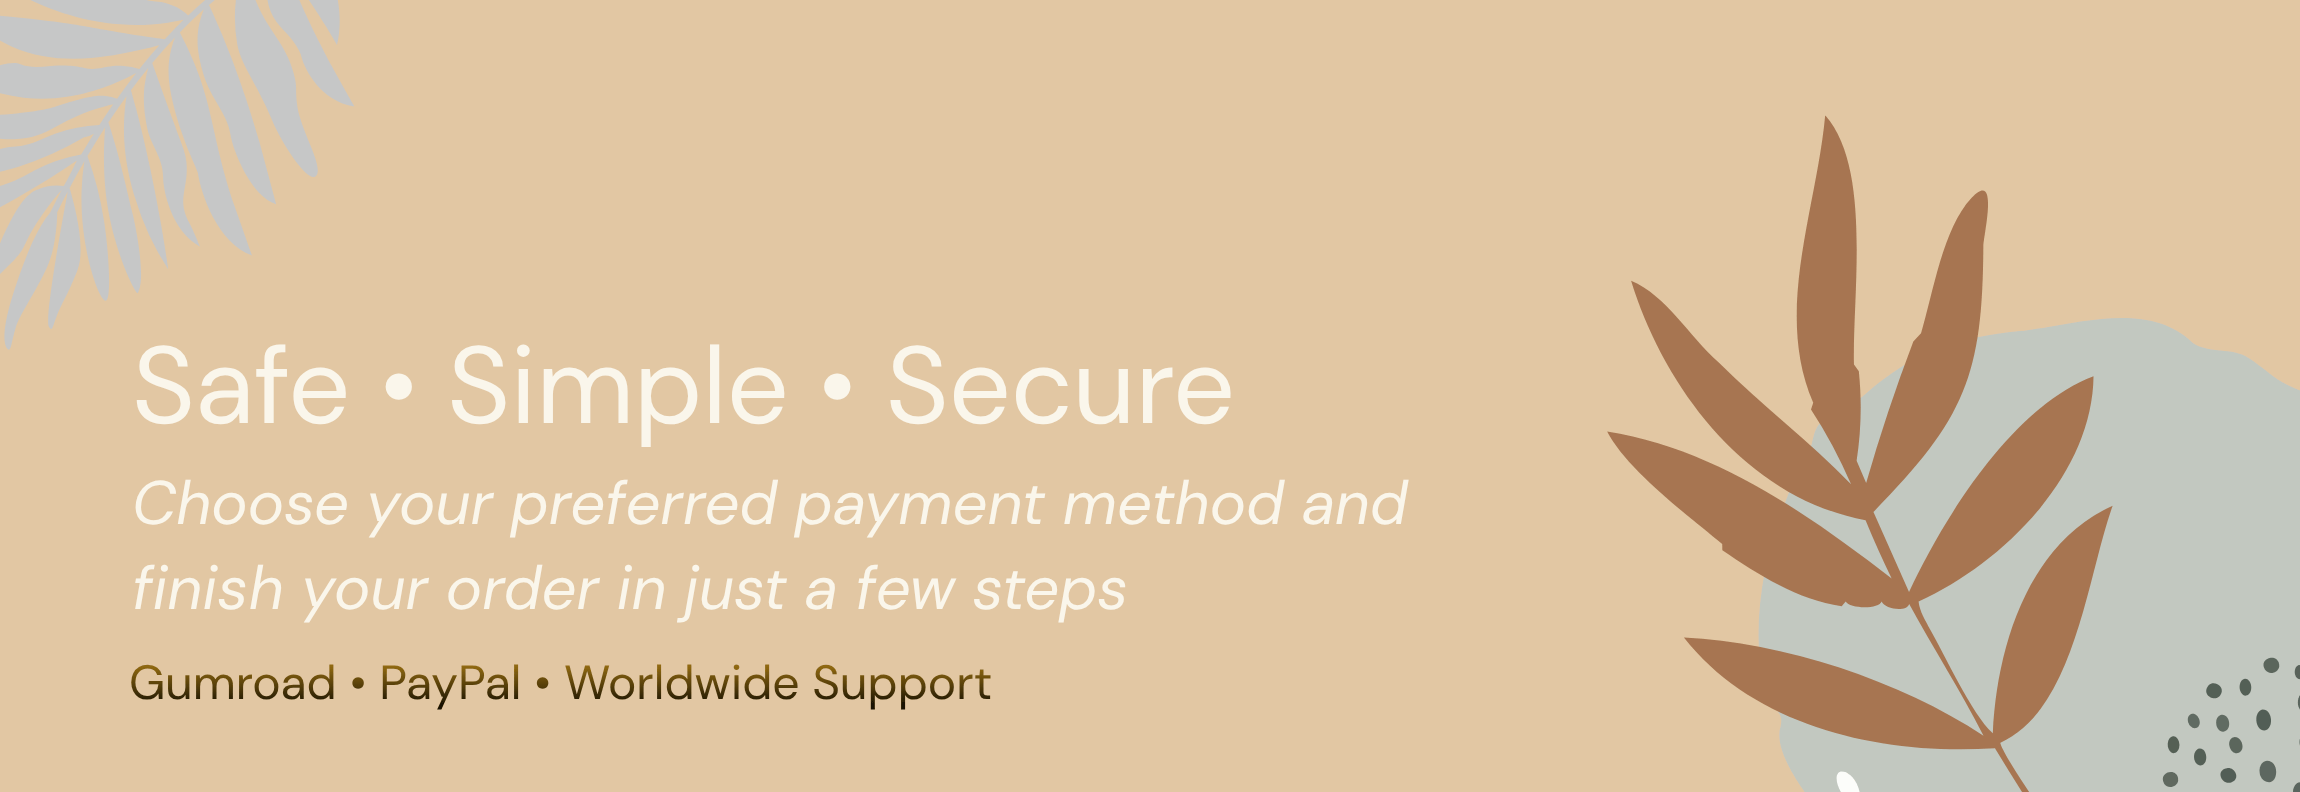 Safe • Simple • Secure
Choose your preferred payment method and
finish your order in just a few steps
Gumroad • PayPal • Worldwide Support